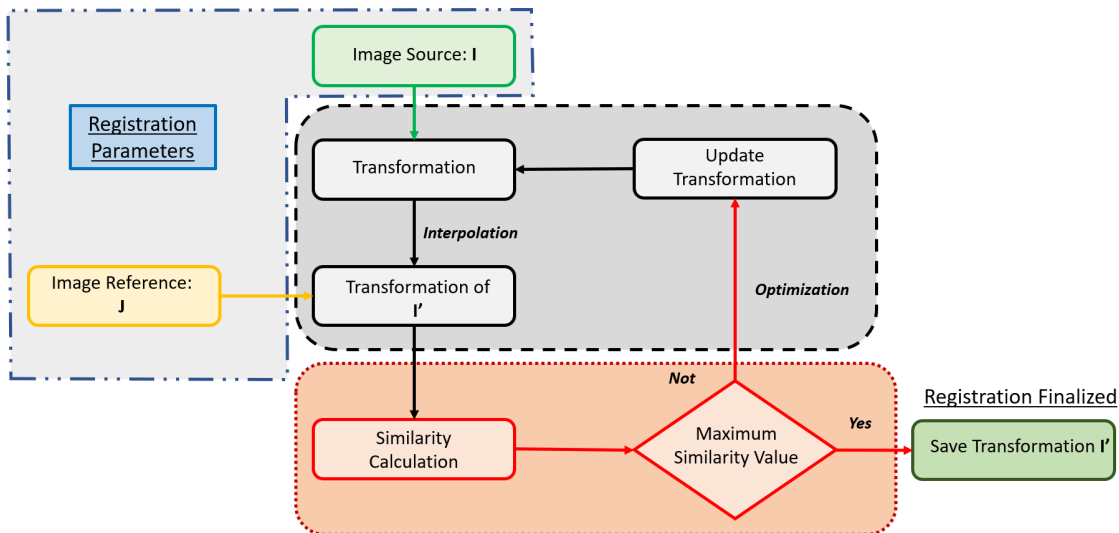 Image Source: I
Registration
Parameters
Transformation
Update
Transformation
Interpolation
Image Reference:
J
Transformation of
I’
Optimization
Not
Registration Finalized
Similarity
Calculation
Maximum
Similarity Value
Yes
Save Transformation I’